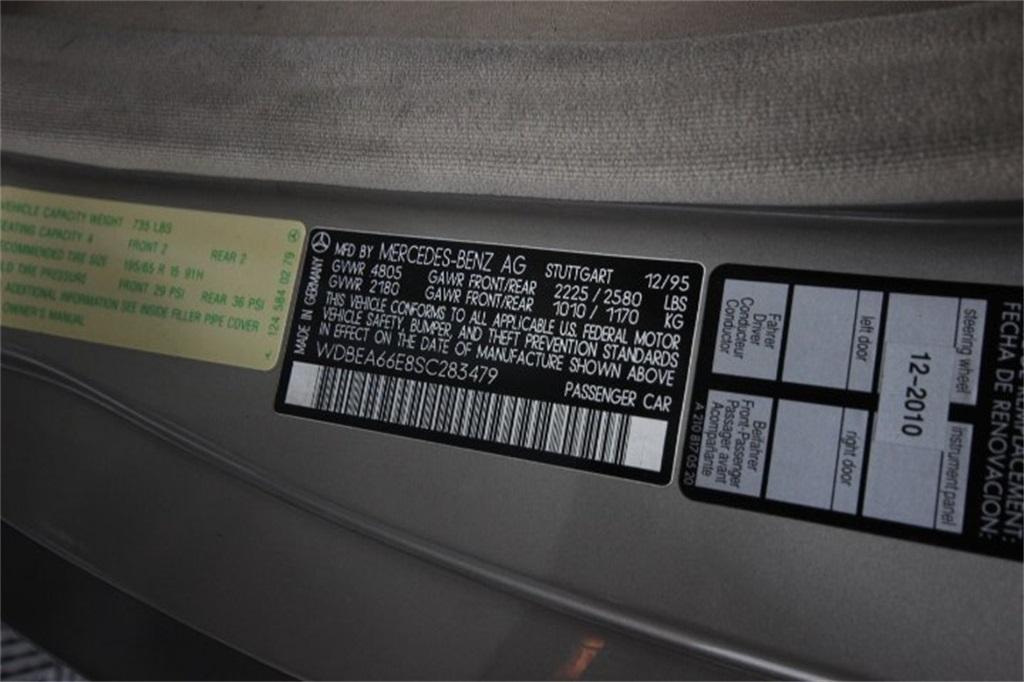 VEHICLE CAPACITY WEIGHT 735 LBS
SEATING CAPACITY 4 FRONT 2 REAR 2
RECOMMENDED TIRE SIZE 195/65 R 15 91H
COLD TIRE PRESSURE FRONT 29 PSI REAR 36 PSI
ADDITIONAL INFORMATION SEE INSIDE FILLER PIPE COVER
OWNER'S MANUAL
124 584 02 79
MADE IN GERMANY
MFD BY MERCEDES-BENZ AG STUTTGART 12/95
GVWR 4805 GAWR FRONT/REAR 2225 / 2580 LBS
GVWR 2180 GAWR FRONT/REAR 1010 / 1170 KG
THIS VEHICLE CONFORMS TO ALL APPLICABLE U.S. FEDERAL MOTOR
VEHICLE SAFETY, BUMPER, AND THEFT PREVENTION STANDARDS
IN EFFECT ON THE DATE OF MANUFACTURE SHOWN ABOVE
WDBEA66E8SC283479
PASSENGER CAR
REMPLACEMENT:
FECHA DE RENOVACION:
steering wheel
instrument panel
12-2010
left door
right door
Fahrer
Driver
Conducteur
Conductor
Beifahrer
Front-Passenger
Passager avant
Acompañante
A 210 817 05 20